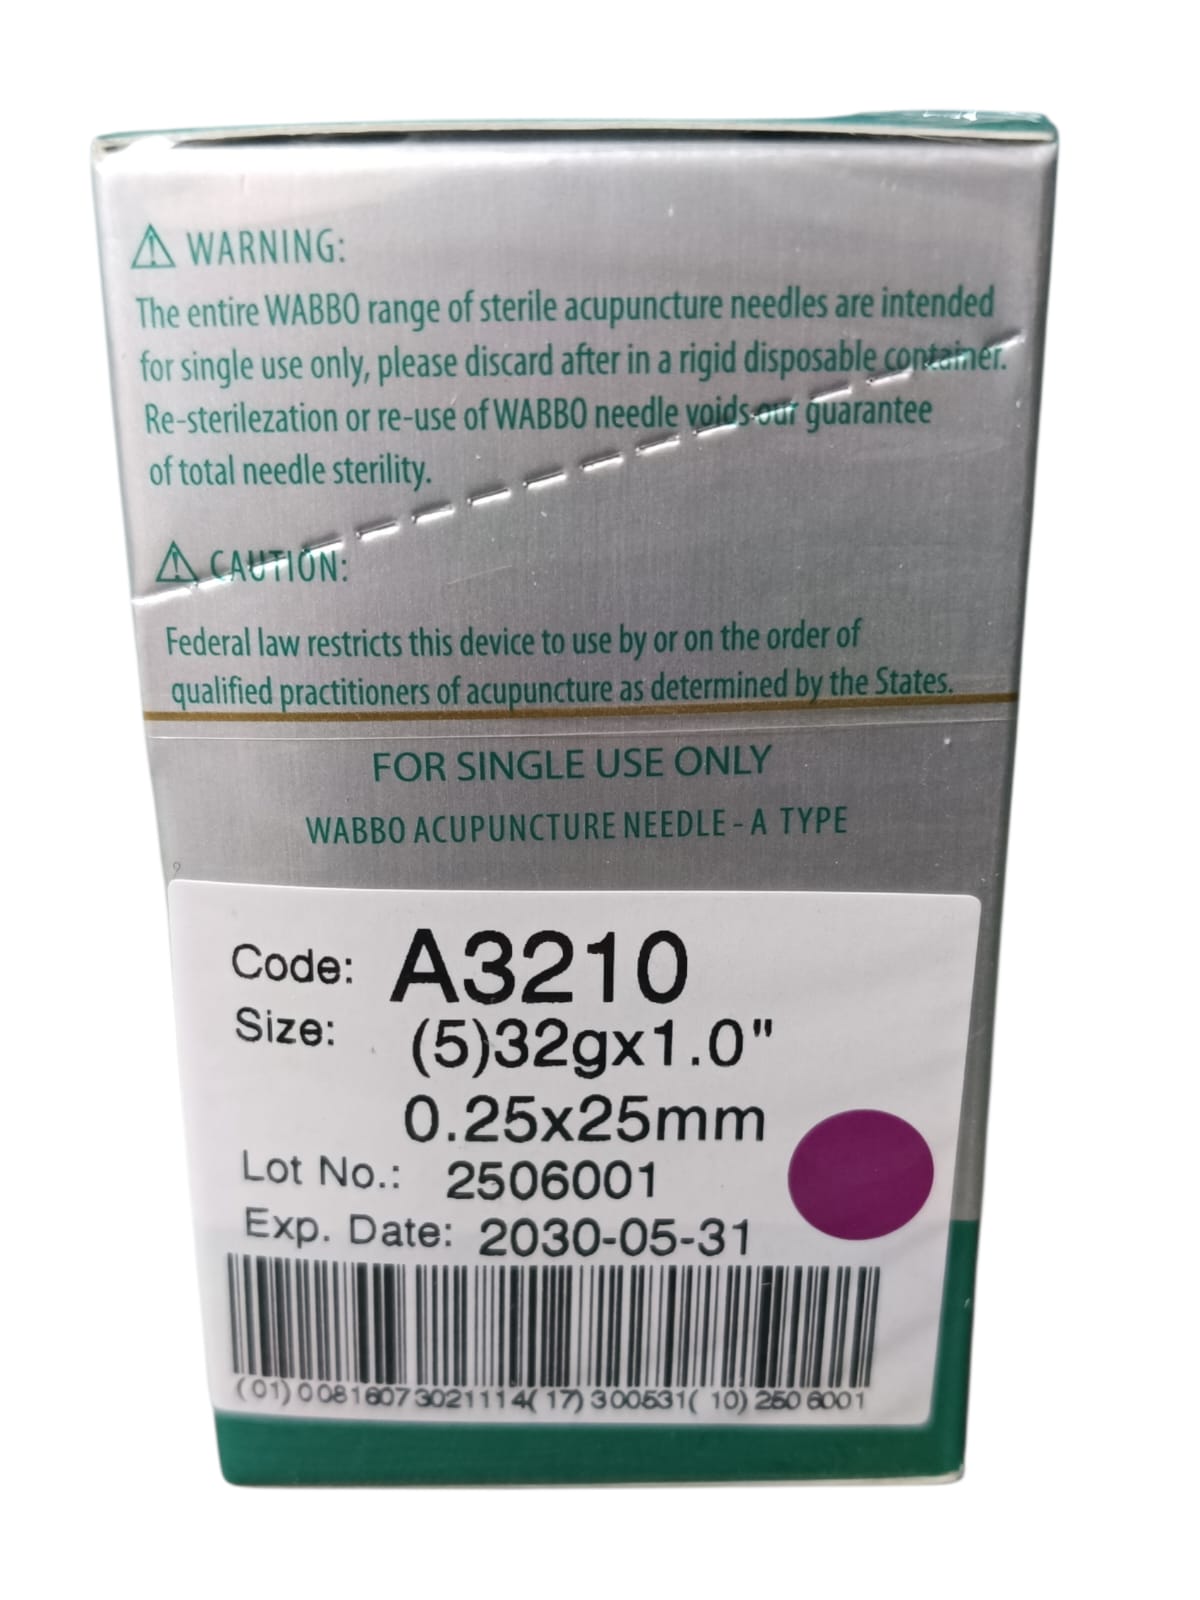 ⚠ WARNING:
The entire WABBO range of sterile acupuncture needles are intended
for single use only, please discard after in a rigid disposable container.
Re-sterilezation or re-use of WABBO needle voids our guarantee
of total needle sterility.
⚠ CAUTION:
Federal law restricts this device to use by or on the order of
qualified practitioners of acupuncture as determined by the States.
FOR SINGLE USE ONLY
WABBO ACUPUNCTURE NEEDLE - A TYPE
Code: A3210
Size: (5)32gx1.0"
0.25x25mm
Lot No.: 2506001
Exp. Date: 2030-05-31
(01)00816073021114(17)300531(10)2506001